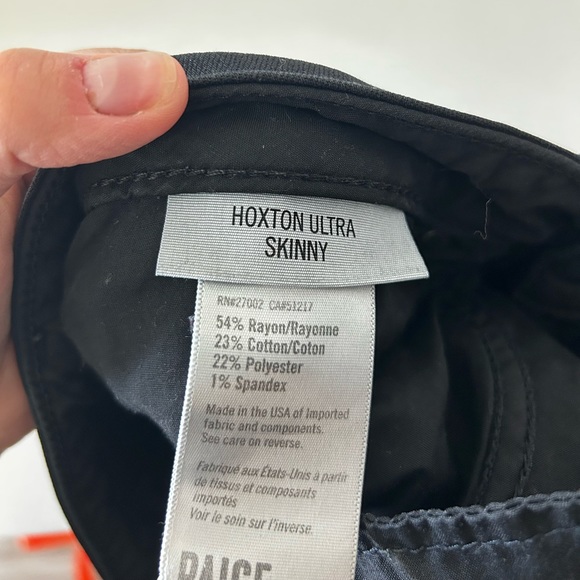 HOXTON ULTRA
SKINNY
RN#27002 CA#51217
54% Rayon/Rayonne
23% Cotton/Coton
22% Polyester
1% Spandex
Made in the USA of Imported
fabric and components.
See care on reverse.
Fabriqué aux États-Unis à partir
de tissus et composants
importés
Voir le soin sur l'inverse.
PAIGE